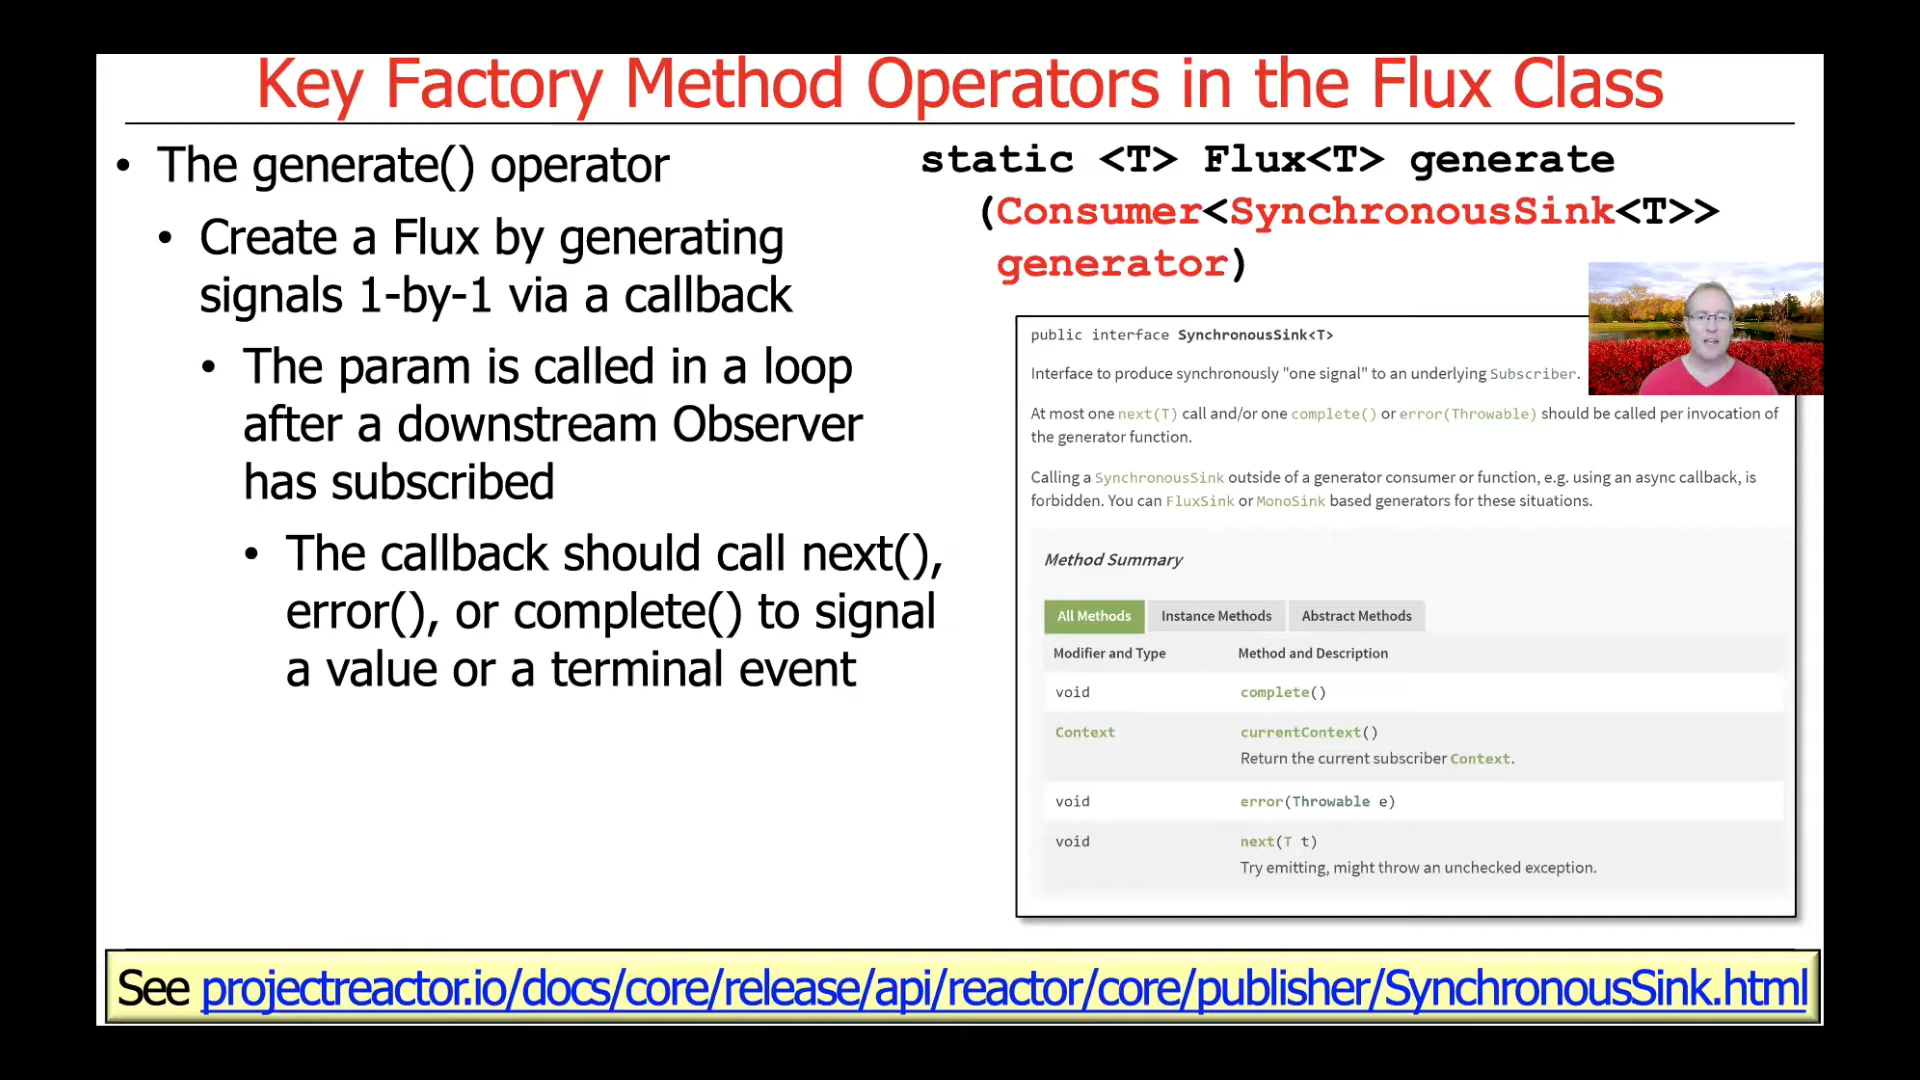 Key Factory Method Operators in the Flux Class
• The generate() operator
• Create a Flux by generating
signals 1-by-1 via a callback
• The param is called in a loop
after a downstream Observer
has subscribed
• The callback should call next(),
error(), or complete() to signal
a value or a terminal event
static <T> Flux<T> generate
(Consumer<SynchronousSink<T>>
generator)
public interface SynchronousSink<T>
Interface to produce synchronously "one signal" to an underlying Subscriber.
At most one next(T) call and/or one complete() or error(Throwable) should be called per invocation of
the generator function.
Calling a SynchronousSink outside of a generator consumer or function, e.g. using an async callback, is
forbidden. You can FluxSink or MonoSink based generators for these situations.
Method Summary
All Methods Instance Methods Abstract Methods
Modifier and Type Method and Description
void complete()
Context currentContext()
Return the current subscriber Context.
void error(Throwable e)
void next(T t)
Try emitting, might throw an unchecked exception.
See projectreactor.io/docs/core/release/api/reactor/core/publisher/SynchronousSink.html